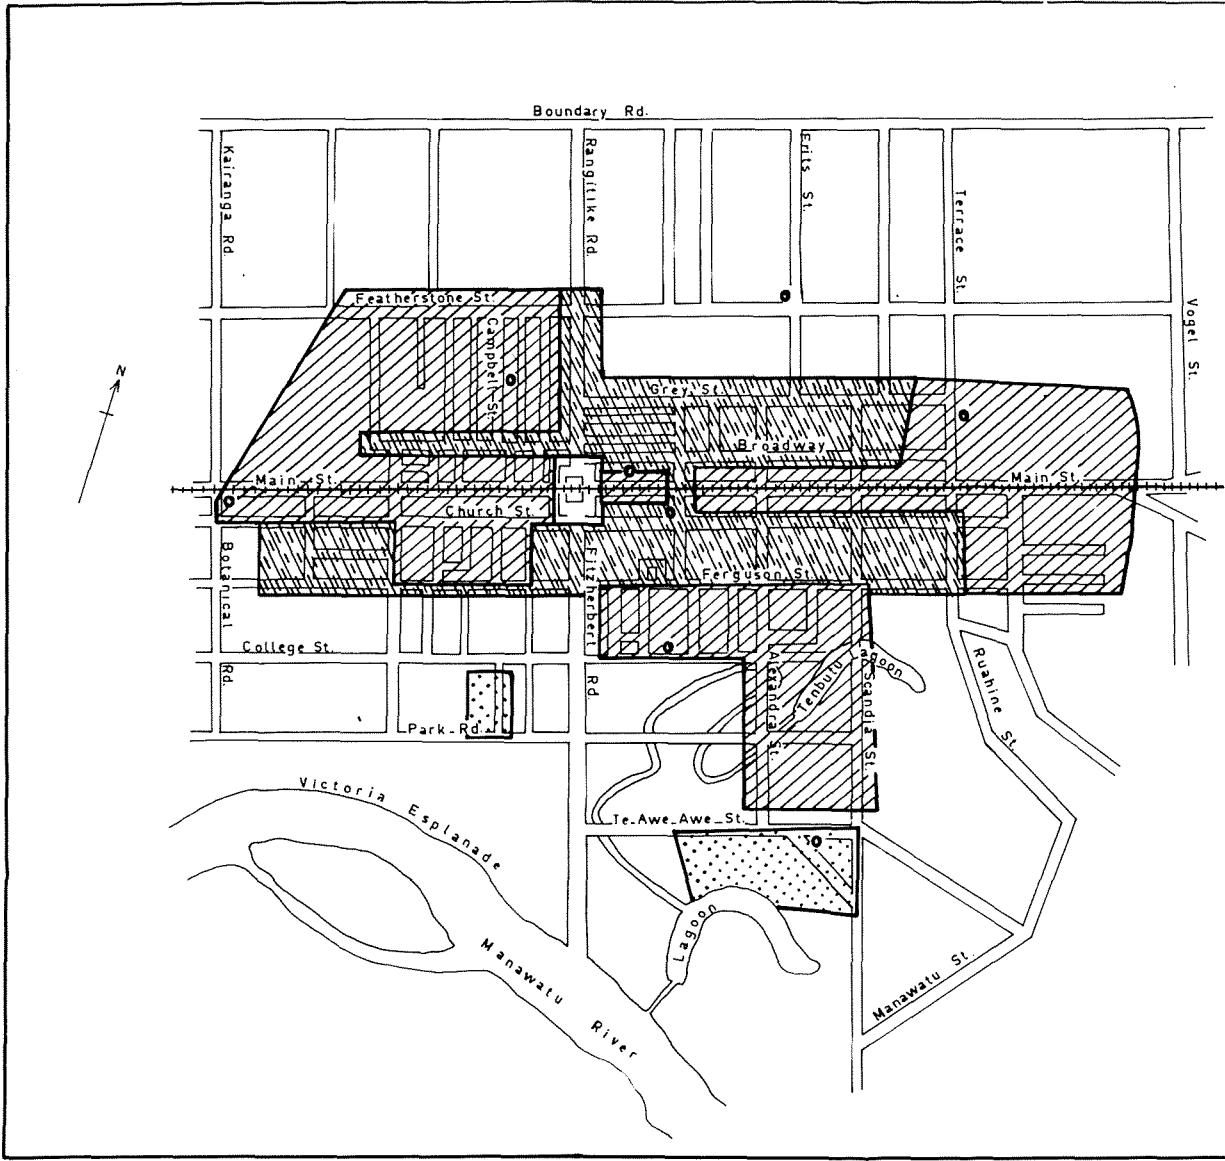 Boundary Rd.
Kairanga Rd.
Rangitike Rd.
Erits St.
Terrace St.
Vogel St.
N
Featherstone St.
Campbell St.
Grey St.
Broadway
Main St.
Main St.
Church St.
Botanical Rd.
Fitzherbert Rd.
Ferguson St.
College St.
Alexandra St.
Tenbutu Lagoon
Scandia St.
Ruahine St.
Park Rd.
Victoria Esplanade
Te Awe Awe St.
Lagoon
Manawatu River
Manawatu St.